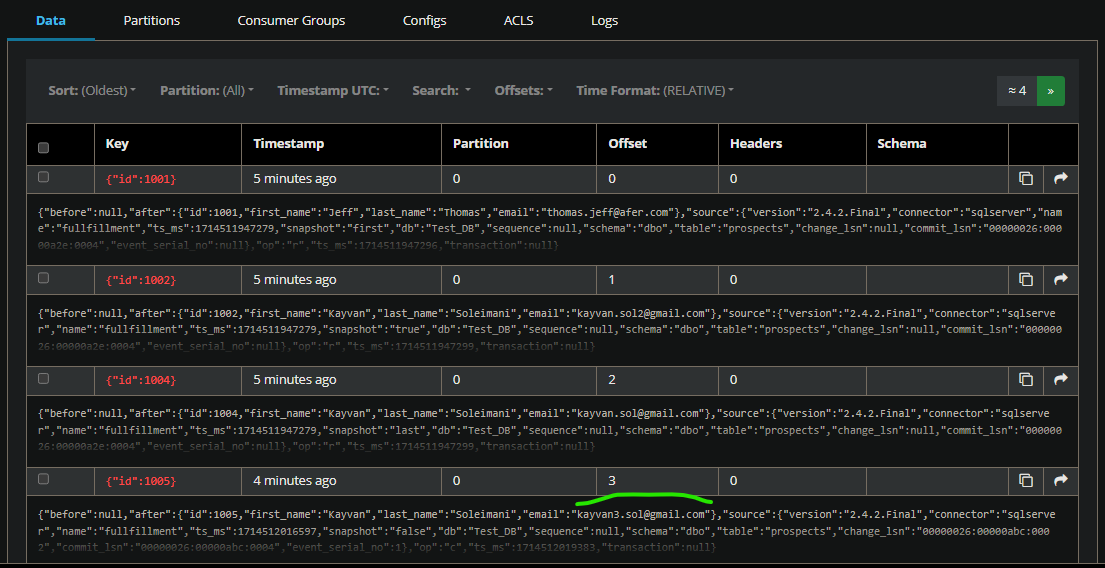 Data Partitions Consumer Groups Configs ACLS Logs
Sort: (Oldest) Partition: (All) Timestamp UTC: Search: Offsets: Time Format: (RELATIVE) ≈ 4 »
Key Timestamp Partition Offset Headers Schema
{"id":1001} 5 minutes ago 0 0 0
{"before":null,"after":{"id":1001,"first_name":"Jeff","last_name":"Thomas","email":"thomas.jeff@afer.com"},"source":{"version":"2.4.2.Final","connector":"sqlserver","nam
e":"fullfillment","ts_ms":1714511947279,"snapshot":"first","db":"Test_DB","sequence":null,"schema":"dbo","table":"prospects","change_lsn":null,"commit_lsn":"00000026:000
00a2e:0004","event_serial_no":null},"op":"r","ts_ms":1714511947296,"transaction":null}
{"id":1002} 5 minutes ago 0 1 0
{"before":null,"after":{"id":1002,"first_name":"Kayvan","last_name":"Soleimani","email":"kayvan.sol2@gmail.com"},"source":{"version":"2.4.2.Final","connector":"sqlserve
r","name":"fullfillment","ts_ms":1714511947279,"snapshot":"true","db":"Test_DB","sequence":null,"schema":"dbo","table":"prospects","change_lsn":null,"commit_lsn":"000000
26:00000a2e:0004","event_serial_no":null},"op":"r","ts_ms":1714511947299,"transaction":null}
{"id":1004} 5 minutes ago 0 2 0
{"before":null,"after":{"id":1004,"first_name":"Kayvan","last_name":"Soleimani","email":"kayvan.sol@gmail.com"},"source":{"version":"2.4.2.Final","connector":"sqlserve
r","name":"fullfillment","ts_ms":1714511947279,"snapshot":"last","db":"Test_DB","sequence":null,"schema":"dbo","table":"prospects","change_lsn":null,"commit_lsn":"000000
26:00000a2e:0004","event_serial_no":null},"op":"r","ts_ms":1714511947299,"transaction":null}
{"id":1005} 4 minutes ago 0 3 0
{"before":null,"after":{"id":1005,"first_name":"Kayvan","last_name":"Soleimani","email":"kayvan3.sol@gmail.com"},"source":{"version":"2.4.2.Final","connector":"sqlserve
r","name":"fullfillment","ts_ms":1714512016597,"snapshot":"false","db":"Test_DB","sequence":null,"schema":"dbo","table":"prospects","change_lsn":"00000026:00000abc:000
2","commit_lsn":"00000026:00000abc:0004","event_serial_no":1},"op":"c","ts_ms":1714512019383,"transaction":null}